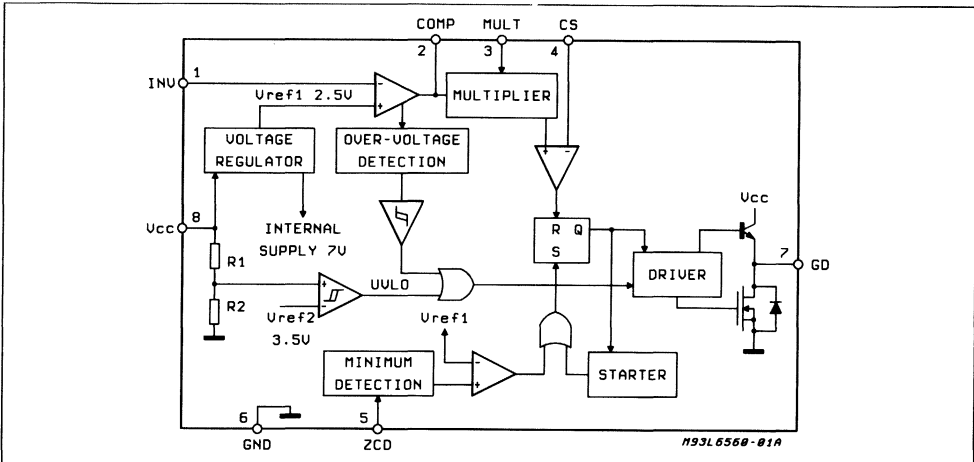 COMP MULT CS
2 3 4
INV 1
Vref1 2.5V
- +
MULTIPLIER
VOLTAGE
REGULATOR
OVER-VOLTAGE
DETECTION
+ -
Vcc 8
INTERNAL
SUPPLY 7V
R Q
S
Vcc
R1
DRIVER
7 GD
+ -
UVLO
R2
Vref2
3.5V
Vref1
MINIMUM
DETECTION
- +
STARTER
6
GND
5
ZCD
M93L6560-01A